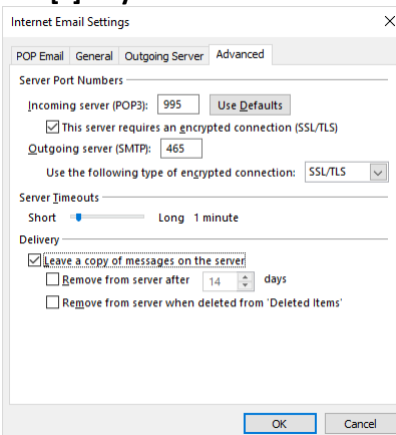 Internet Email Settings
POP Email General Outgoing Server Advanced
Server Port Numbers
Incoming server (POP3): 995 Use Defaults
This server requires an encrypted connection (SSL/TLS)
Outgoing server (SMTP): 465
Use the following type of encrypted connection: SSL/TLS
Server Timeouts
Short Long 1 minute
Delivery
Leave a copy of messages on the server
Remove from server after 14 days
Remove from server when deleted from 'Deleted Items'
OK Cancel